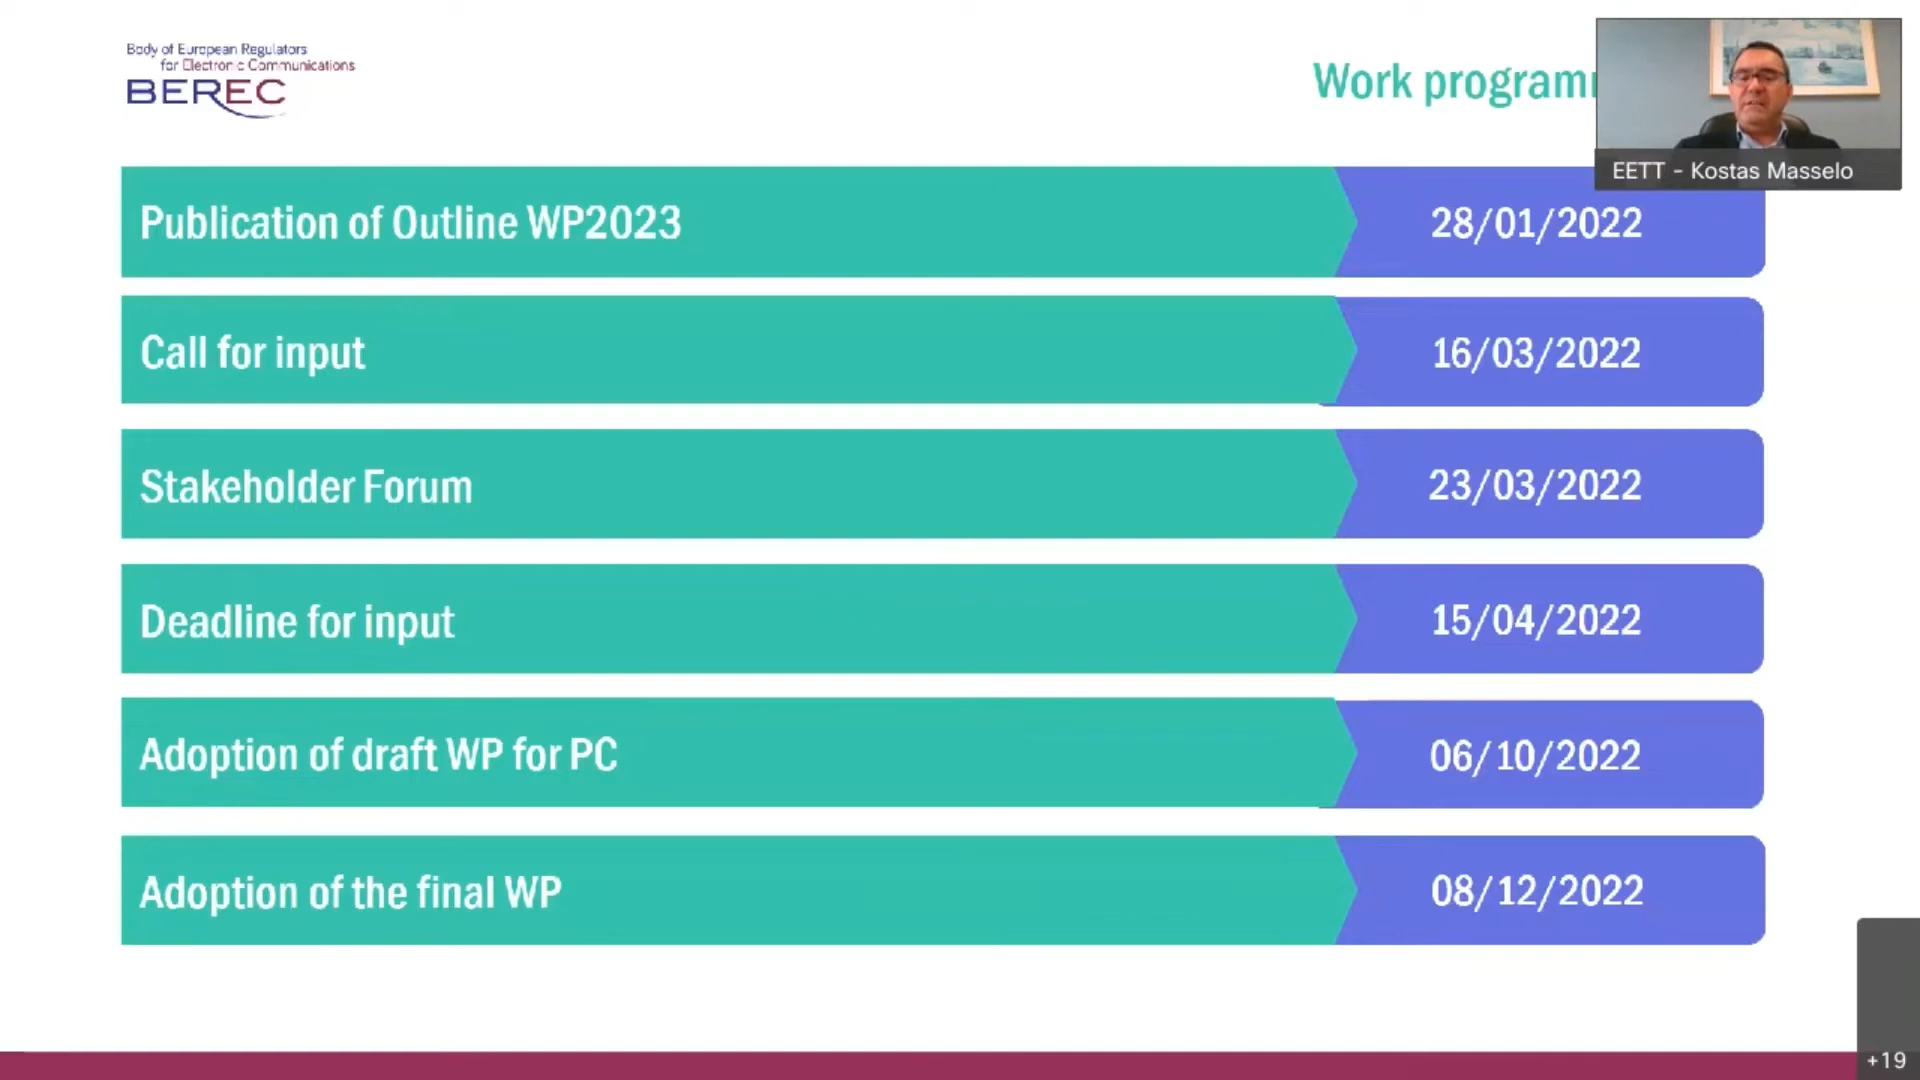 Body of European Regulators
for Electronic Communications
BEREC
Work program
EETT - Kostas Masselo
Publication of Outline WP2023
28/01/2022
Call for input
16/03/2022
Stakeholder Forum
23/03/2022
Deadline for input
15/04/2022
Adoption of draft WP for PC
06/10/2022
Adoption of the final WP
08/12/2022
+19